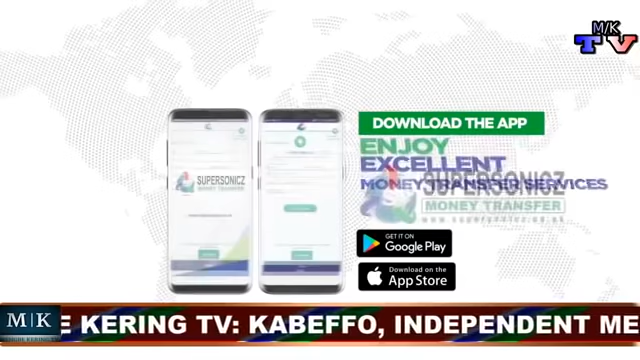 M/K
TV
DOWNLOAD THE APP
ENJOY
EXCELLENT
MONEY TRANSFER SERVICES
SUPERSONICZ
MONEY TRANSFER
SUPERSONICZ
MONEY TRANSFER
GET IT ON
Google Play
Download on the
App Store
M|K
E KERING TV: KABEFFO, INDEPENDENT ME